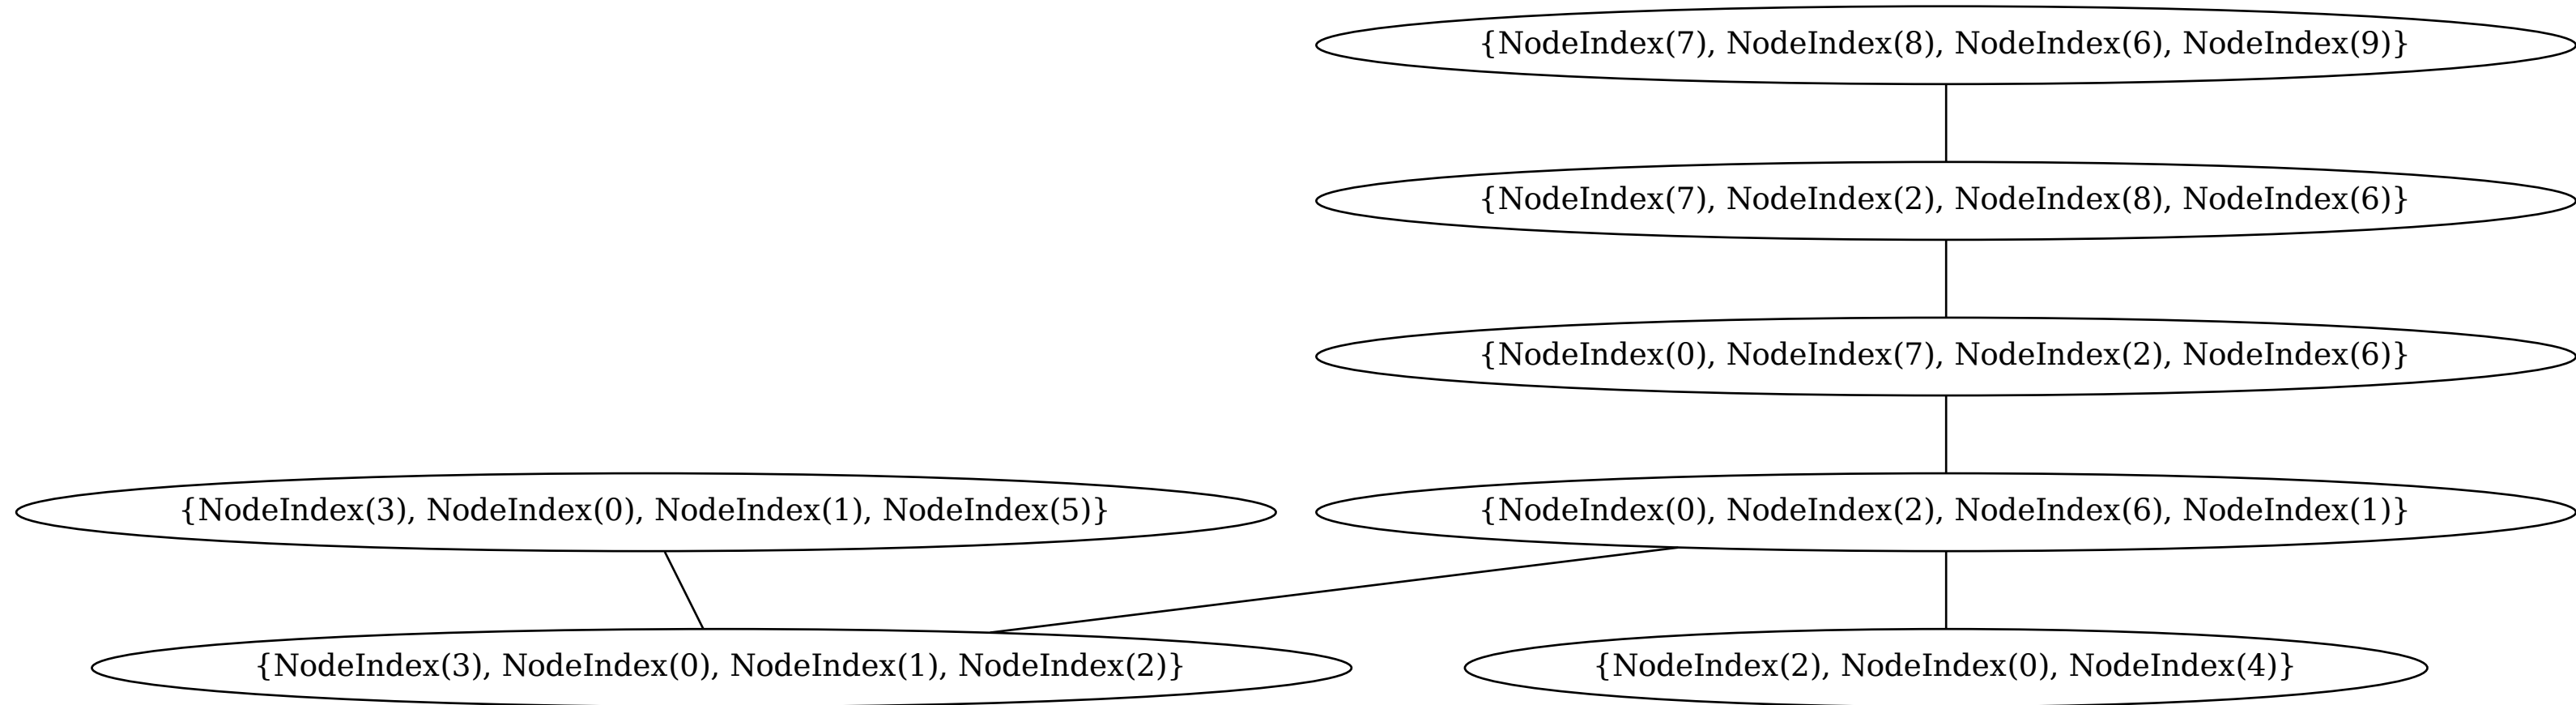 {NodeIndex(7), NodeIndex(8), NodeIndex(6), NodeIndex(9)}
{NodeIndex(7), NodeIndex(2), NodeIndex(8), NodeIndex(6)}
{NodeIndex(0), NodeIndex(7), NodeIndex(2), NodeIndex(6)}
{NodeIndex(3), NodeIndex(0), NodeIndex(1), NodeIndex(5)}
{NodeIndex(0), NodeIndex(2), NodeIndex(6), NodeIndex(1)}
{NodeIndex(3), NodeIndex(0), NodeIndex(1), NodeIndex(2)}
{NodeIndex(2), NodeIndex(0), NodeIndex(4)}